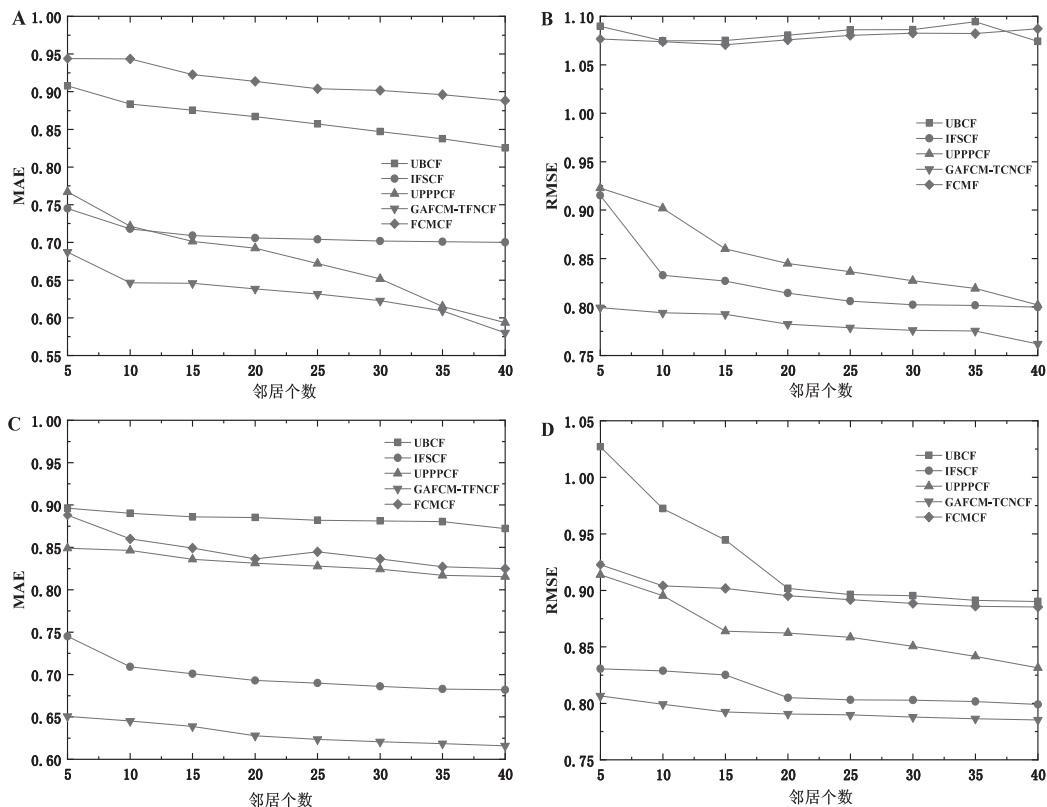 A
1.00
0.95
0.90
0.85
0.80
0.75
0.70
0.65
0.60
0.55
MAE
UBCF
IFSCF
UPPPCF
GAFCM-TFNCF
FCMCF
5 10 15 20 25 30 35 40
邻居个数
B
1.10
1.05
1.00
0.95
0.90
0.85
0.80
0.75
RMSE
UBCF
IFSCF
UPPPCF
GAFCM-TCNCF
FCMF
5 10 15 20 25 30 35 40
邻居个数
C
1.00
0.95
0.90
0.85
0.80
0.75
0.70
0.65
0.60
MAE
UBCF
IFSCF
UPPPCF
GAFCM-TFNCF
FCMCF
5 10 15 20 25 30 35 40
邻居个数
D
1.05
1.00
0.95
0.90
0.85
0.80
0.75
RMSE
UBCF
IFSCF
UPPPCF
GAFCM-TCNCF
FCMCF
5 10 15 20 25 30 35 40
邻居个数